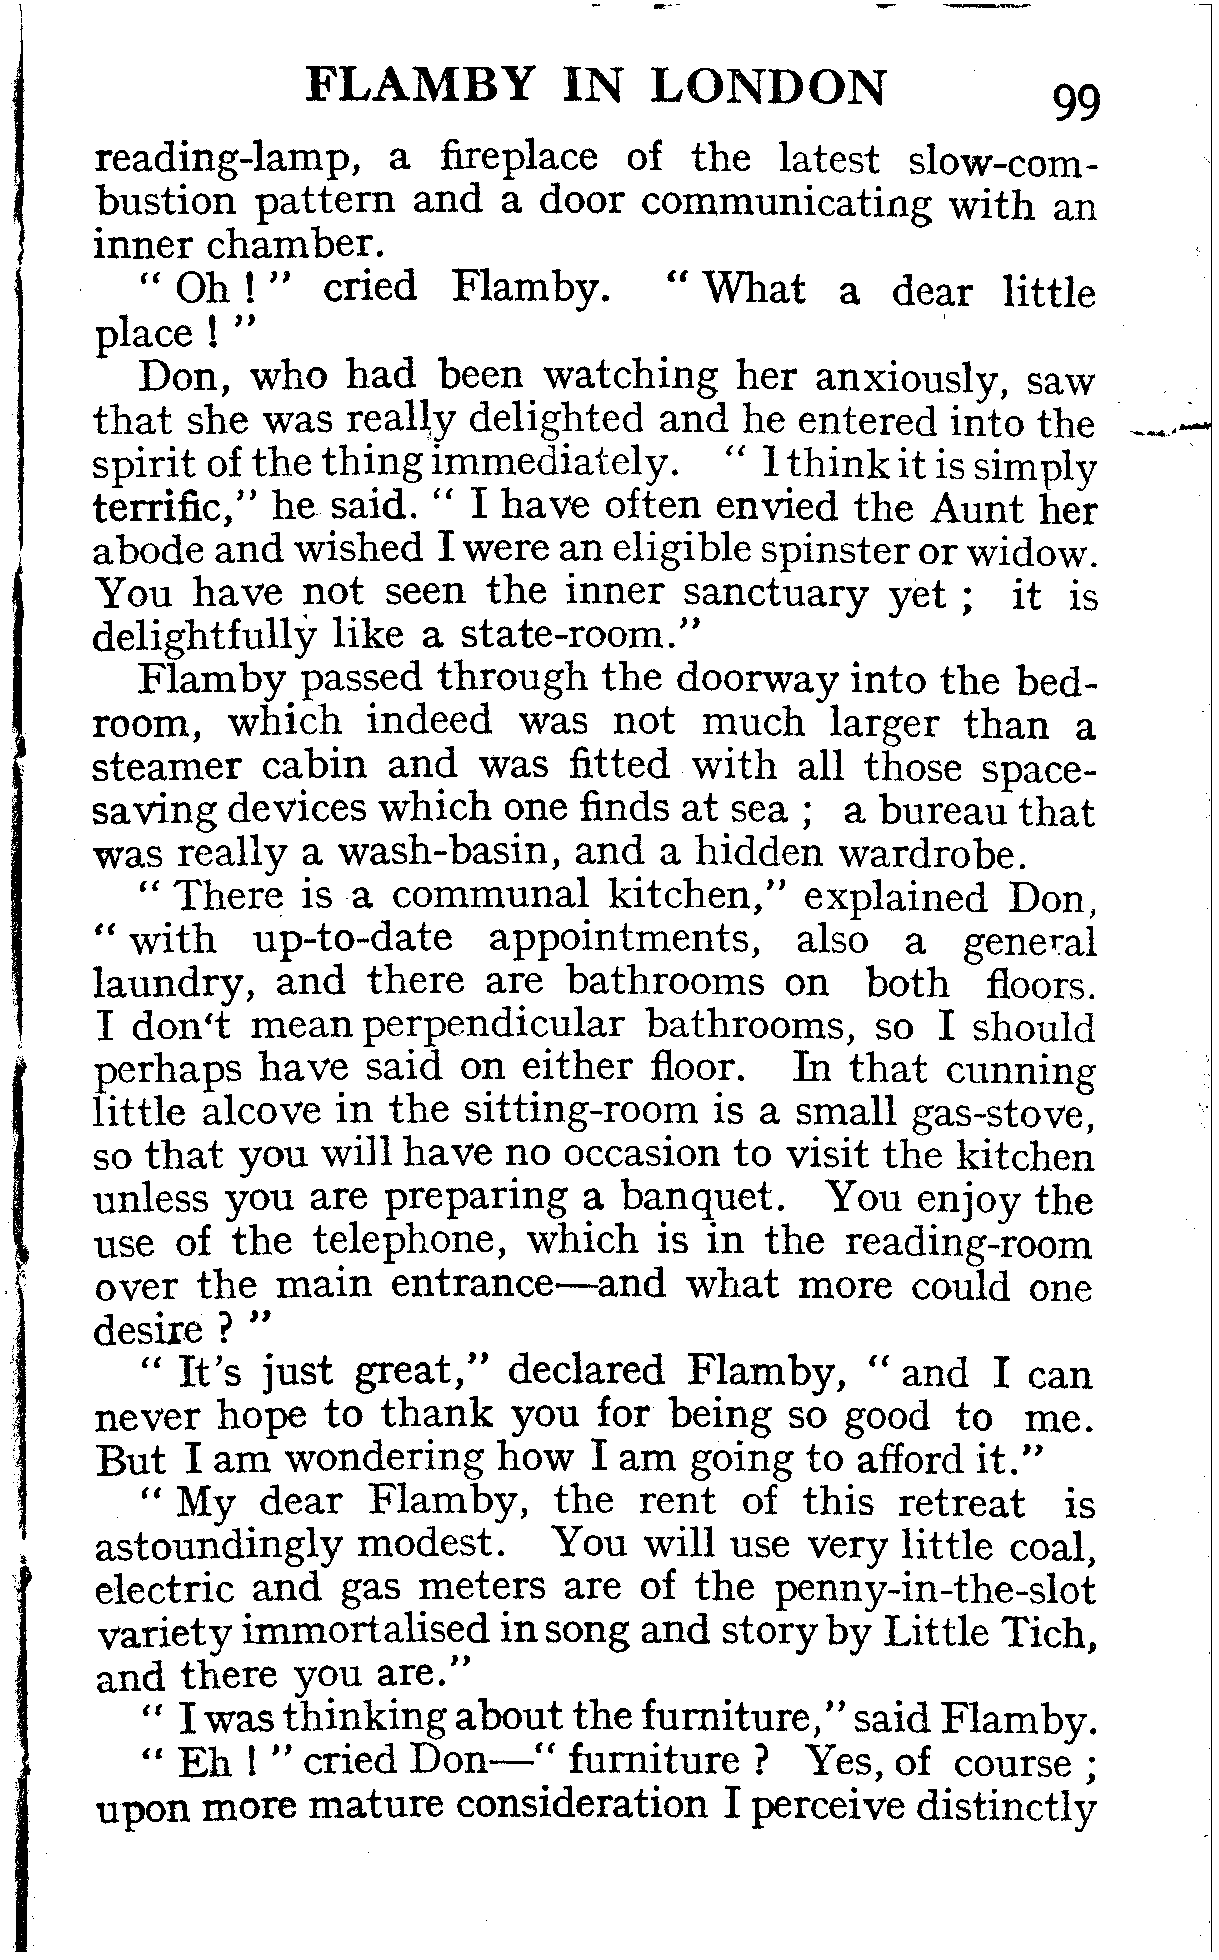 FLAMBY IN LONDON 99
reading-lamp, a fireplace of the latest slow-com-
bustion pattern and a door communicating with an
inner chamber.
“ Oh ! ” cried Flamby. “ What a dear little
place ! ”
Don, who had been watching her anxiously, saw
that she was really delighted and he entered into the
spirit of the thing immediately. “ I think it is simply
terrific,” he said. “ I have often envied the Aunt her
abode and wished I were an eligible spinster or widow.
You have not seen the inner sanctuary yet ; it is
delightfully like a state-room.”
Flamby passed through the doorway into the bed-
room, which indeed was not much larger than a
steamer cabin and was fitted with all those space-
saving devices which one finds at sea ; a bureau that
was really a wash-basin, and a hidden wardrobe.
“ There is a communal kitchen,” explained Don,
“ with up-to-date appointments, also a general
laundry, and there are bathrooms on both floors.
I don‘t mean perpendicular bathrooms, so I should
perhaps have said on either floor. In that cunning
little alcove in the sitting-room is a small gas-stove,
so that you will have no occasion to visit the kitchen
unless you are preparing a banquet. You enjoy the
use of the telephone, which is in the reading-room
over the main entrance—and what more could one
desire ? ”
“ It’s just great,” declared Flamby, “ and I can
never hope to thank you for being so good to me.
But I am wondering how I am going to afford it.”
“ My dear Flamby, the rent of this retreat is
astoundingly modest. You will use very little coal,
electric and gas meters are of the penny-in-the-slot
variety immortalised in song and story by Little Tich,
and there you are.”
“ I was thinking about the furniture,” said Flamby.
“ Eh ! ” cried Don—“ furniture ? Yes, of course ;
upon more mature consideration I perceive distinctly